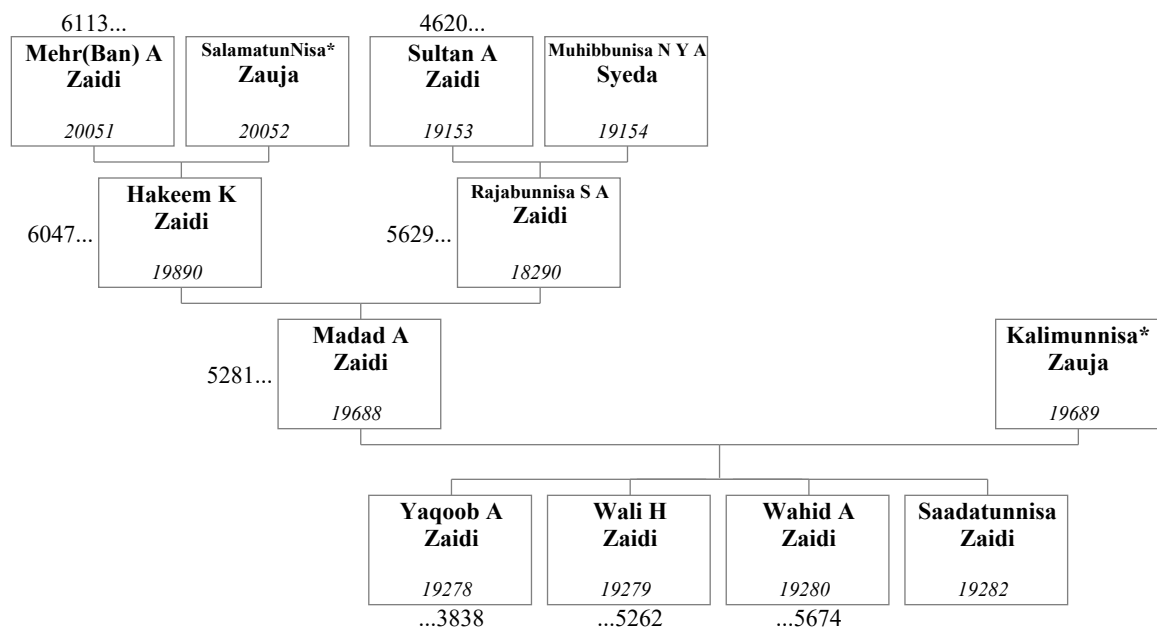 6113...
4620...
Mehr(Ban) A
Zaidi
20051
SalamatunNisa*
Zauja
20052
Sultan A
Zaidi
19153
Muhibbunisa N Y A
Syeda
19154
6047...
Hakeem K
Zaidi
19890
5629...
Rajabunnisa S A
Zaidi
18290
5281...
Madad A
Zaidi
19688
Kalimunnisa*
Zauja
19689
Yaqoob A
Zaidi
19278
...3838
Wali H
Zaidi
19279
...5262
Wahid A
Zaidi
19280
...5674
Saadatunnisa
Zaidi
19282